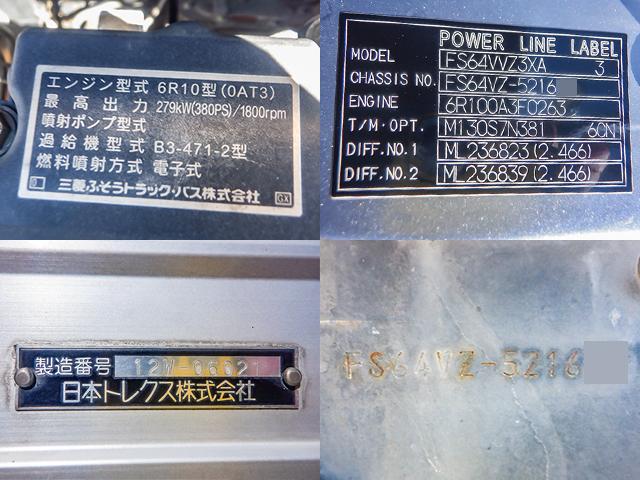 エンジン型式 6R10型(0AT3)
最高出力 279kW(380PS)/1800rpm
噴射ポンプ型式
過給機型式 B3-471-2型
燃料噴射方式 電子式
三菱ふそうトラック・バス株式会社 GX
POWER LINE LABEL
MODEL FS64VVZ3XA 3
CHASSIS NO. FS64VZ-5216
ENGINE 6R100A3F0263
T/M・OPT. M130S7N381 60N
DIFF.NO.1 ML236823(2.466)
DIFF.NO.2 ML236839(2.466)
製造番号 12W-06621
日本トレクス株式会社
FS64VZ-5216